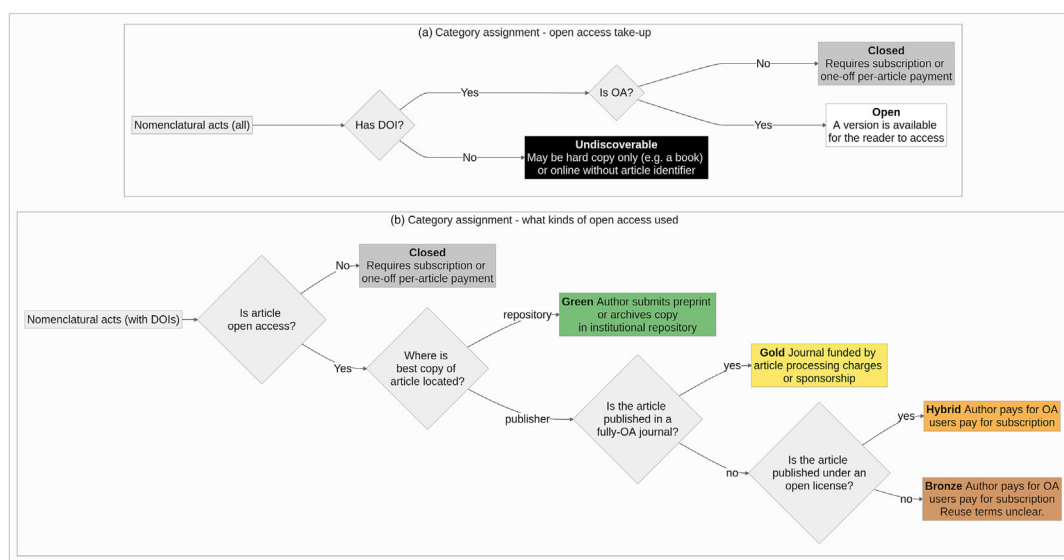 (a) Category assignment - open access take-up
Nomenclatural acts (all)
Has DOI?
Yes
No
Is OA?
No
Yes
Closed
Requires subscription or
one-off per-article payment
Open
A version is available
for the reader to access
Undiscoverable
May be hard copy only (e.g. a book)
or online without article identifier
(b) Category assignment - what kinds of open access used
Nomenclatural acts (with DOIs)
Is article
open access?
No
Yes
Closed
Requires subscription or
one-off per-article payment
Where is
best copy of
article located?
repository
publisher
Green Author submits preprint
or archives copy
in institutional repository
Is the article
published in a
fully-OA journal?
yes
no
Gold Journal funded by
article processing charges
or sponsorship
Is the article
published under an
open license?
yes
no
Hybrid Author pays for OA
users pay for subscription
Bronze Author pays for OA
users pay for subscription
Reuse terms unclear.